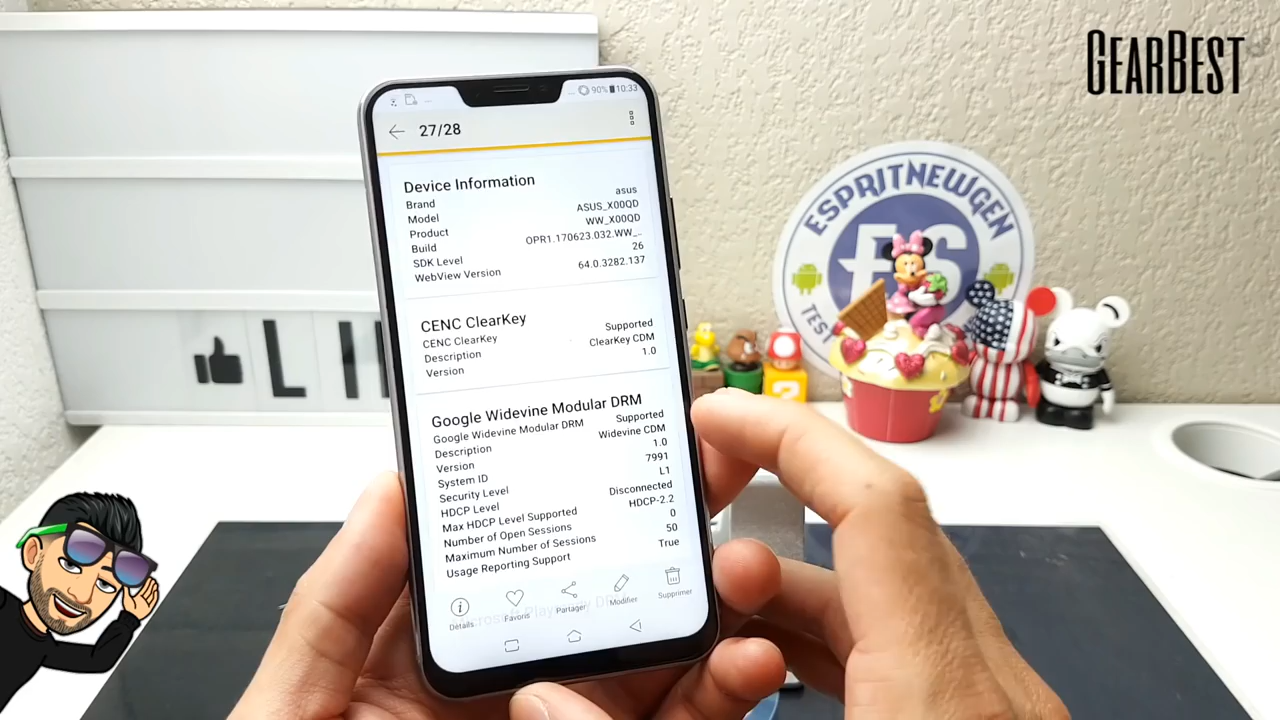 GEARBEST
90% 10:33
27/28
Device Information
Brand asus
Model ASUS_X00QD
Product WW_X00QD
Build OPR1.170623.032.WW_...
SDK Level 26
WebView Version 64.0.3282.137
CENC ClearKey
CENC ClearKey Supported
Description ClearKey CDM
Version 1.0
Google Widevine Modular DRM
Google Widevine Modular DRM Supported
Description Widevine CDM
Version 1.0
System ID 7991
Security Level L1
HDCP Level Disconnected
Max HDCP Level Supported HDCP-2.2
Number of Open Sessions 0
Maximum Number of Sessions 50
Usage Reporting Support True
Détails Favoris Partager Modifier Supprimer
ESPRITNEWGEN
TEST
LI